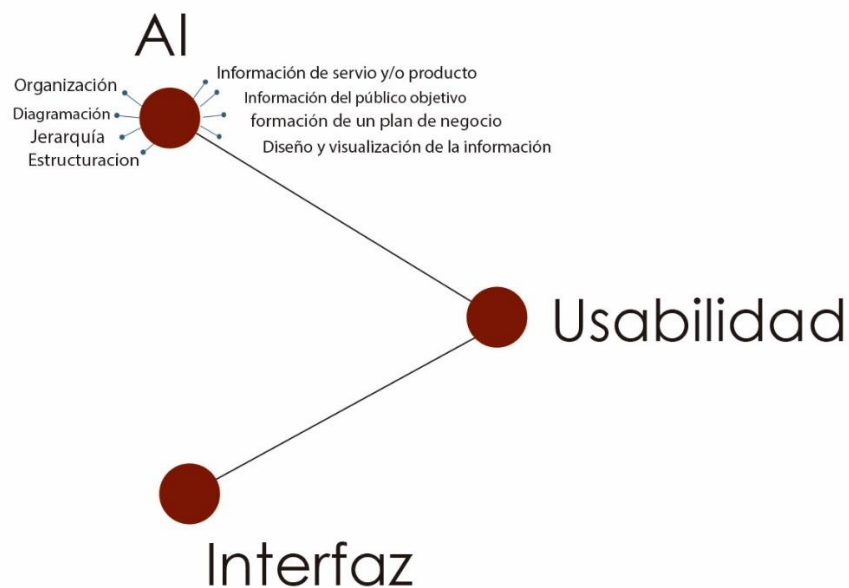 AI
Organización
Diagramación
Jerarquía
Estructuracion
Información de servio y/o producto
Información del público objetivo
formación de un plan de negocio
Diseño y visualización de la información
Usabilidad
Interfaz